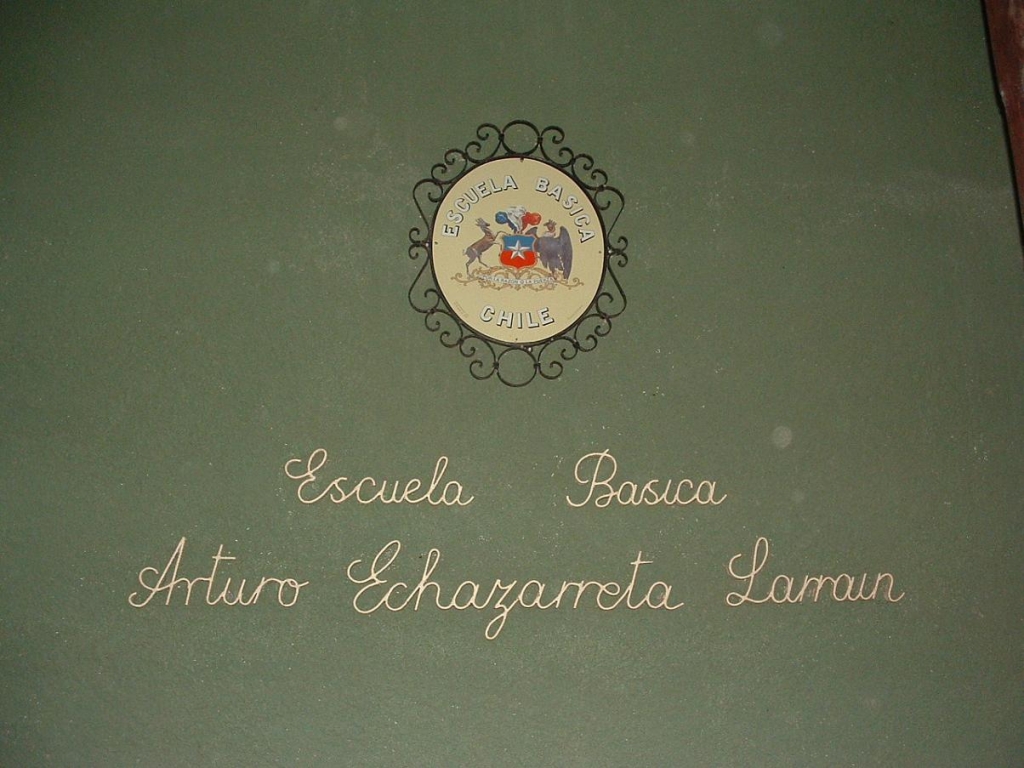 ESCUELA BASICA
CHILE
Escuela Basica
Arturo Echazarreta Larrain